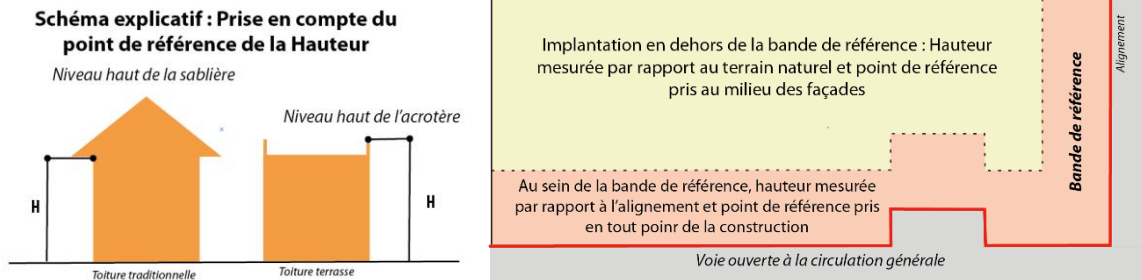 Schéma explicatif : Prise en compte du
point de référence de la Hauteur
Niveau haut de la sablière
Niveau haut de l'acrotère
H
H
Toiture traditionnelle
Toiture terrasse
Implantation en dehors de la bande de référence : Hauteur
mesurée par rapport au terrain naturel et point de référence
pris au milieu des façades
Au sein de la bande de référence, hauteur mesurée
par rapport à l'alignement et point de référence pris
en tout poinr de la construction
Bande de référence
Alignement
Voie ouverte à la circulation générale